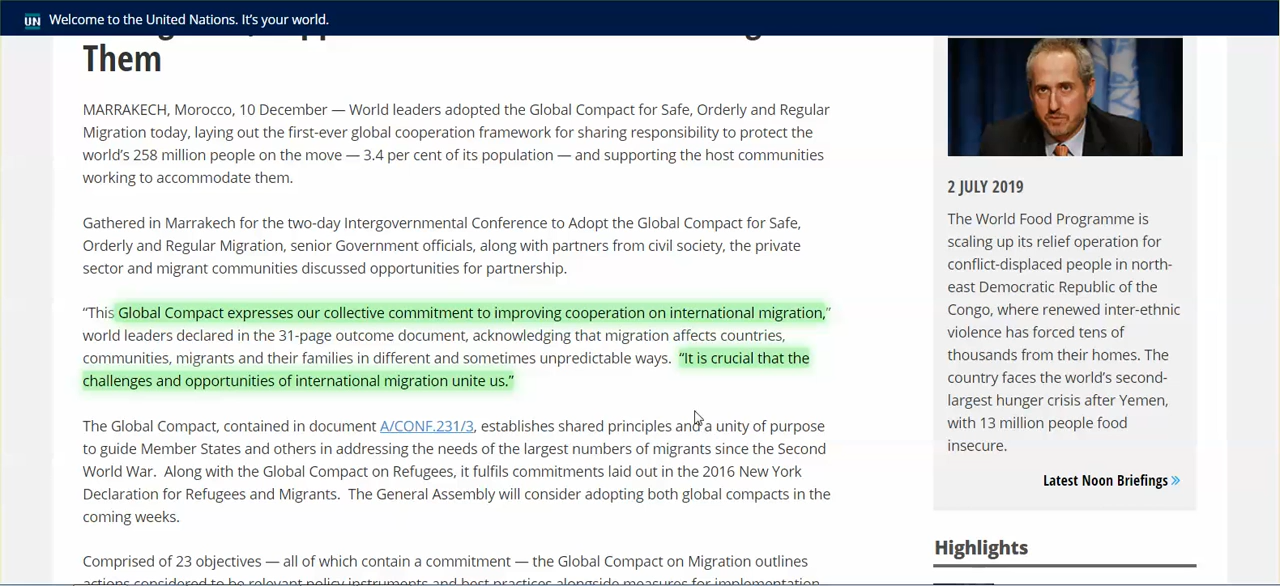 UN Welcome to the United Nations. It's your world.
Them
MARRAKECH, Morocco, 10 December — World leaders adopted the Global Compact for Safe, Orderly and Regular
Migration today, laying out the first-ever global cooperation framework for sharing responsibility to protect the
world's 258 million people on the move — 3.4 per cent of its population — and supporting the host communities
working to accommodate them.
Gathered in Marrakech for the two-day Intergovernmental Conference to Adopt the Global Compact for Safe,
Orderly and Regular Migration, senior Government officials, along with partners from civil society, the private
sector and migrant communities discussed opportunities for partnership.
“This Global Compact expresses our collective commitment to improving cooperation on international migration,”
world leaders declared in the 31-page outcome document, acknowledging that migration affects countries,
communities, migrants and their families in different and sometimes unpredictable ways. “It is crucial that the
challenges and opportunities of international migration unite us.”
The Global Compact, contained in document A/CONF.231/3, establishes shared principles and a unity of purpose
to guide Member States and others in addressing the needs of the largest numbers of migrants since the Second
World War. Along with the Global Compact on Refugees, it fulfils commitments laid out in the 2016 New York
Declaration for Refugees and Migrants. The General Assembly will consider adopting both global compacts in the
coming weeks.
Comprised of 23 objectives — all of which contain a commitment — the Global Compact on Migration outlines
actions considered to be relevant policy instruments and best practices alongside measures for implementation
2 JULY 2019
The World Food Programme is
scaling up its relief operation for
conflict-displaced people in north-
east Democratic Republic of the
Congo, where renewed inter-ethnic
violence has forced tens of
thousands from their homes. The
country faces the world's second-
largest hunger crisis after Yemen,
with 13 million people food
insecure.
Latest Noon Briefings »
Highlights